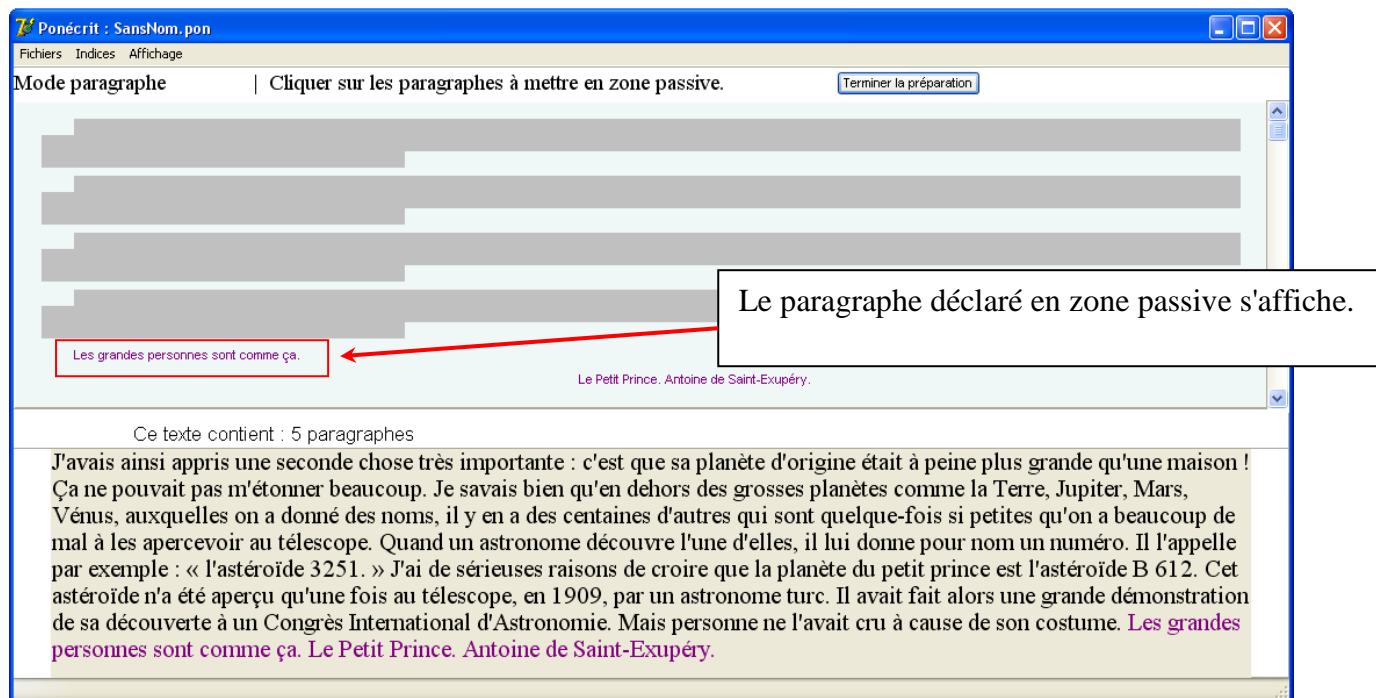 Ponécrit : SansNom.pon
Fichiers Indices Affichage
Mode paragraphe | Cliquer sur les paragraphes à mettre en zone passive. Terminer la préparation
Le paragraphe déclaré en zone passive s'affiche.
Les grandes personnes sont comme ça.
Le Petit Prince. Antoine de Saint-Exupéry.
Ce texte contient : 5 paragraphes
J'avais ainsi appris une seconde chose très importante : c'est que sa planète d'origine était à peine plus grande qu'une maison !
Ça ne pouvait pas m'étonner beaucoup. Je savais bien qu'en dehors des grosses planètes comme la Terre, Jupiter, Mars,
Vénus, auxquelles on a donné des noms, il y en a des centaines d'autres qui sont quelque-fois si petites qu'on a beaucoup de
mal à les apercevoir au télescope. Quand un astronome découvre l'une d'elles, il lui donne pour nom un numéro. Il l'appelle
par exemple : « l'astéroïde 3251. » J'ai de sérieuses raisons de croire que la planète du petit prince est l'astéroïde B 612. Cet
astéroïde n'a été aperçu qu'une fois au télescope, en 1909, par un astronome turc. Il avait fait alors une grande démonstration
de sa découverte à un Congrès International d'Astronomie. Mais personne ne l'avait cru à cause de son costume. Les grandes
personnes sont comme ça. Le Petit Prince. Antoine de Saint-Exupéry.